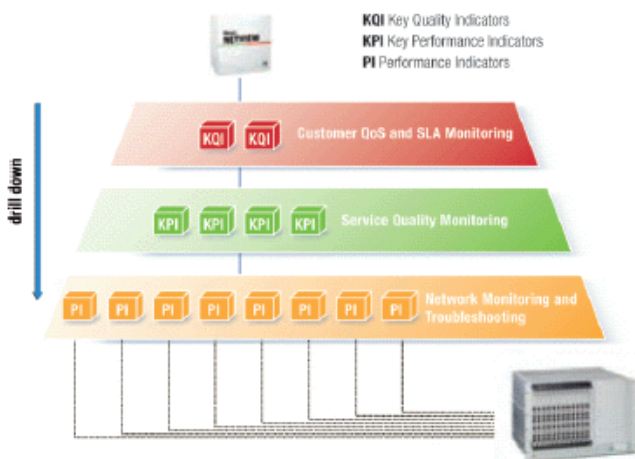 NETVIEW
KQI Key Quality Indicators
KPI Key Performance Indicators
PI Performance Indicators
drill down
KQI KQI Customer QoS and SLA Monitoring
KPI KPI KPI KPI Service Quality Monitoring
PI PI PI PI PI PI PI PI Network Monitoring and
Troubleshooting